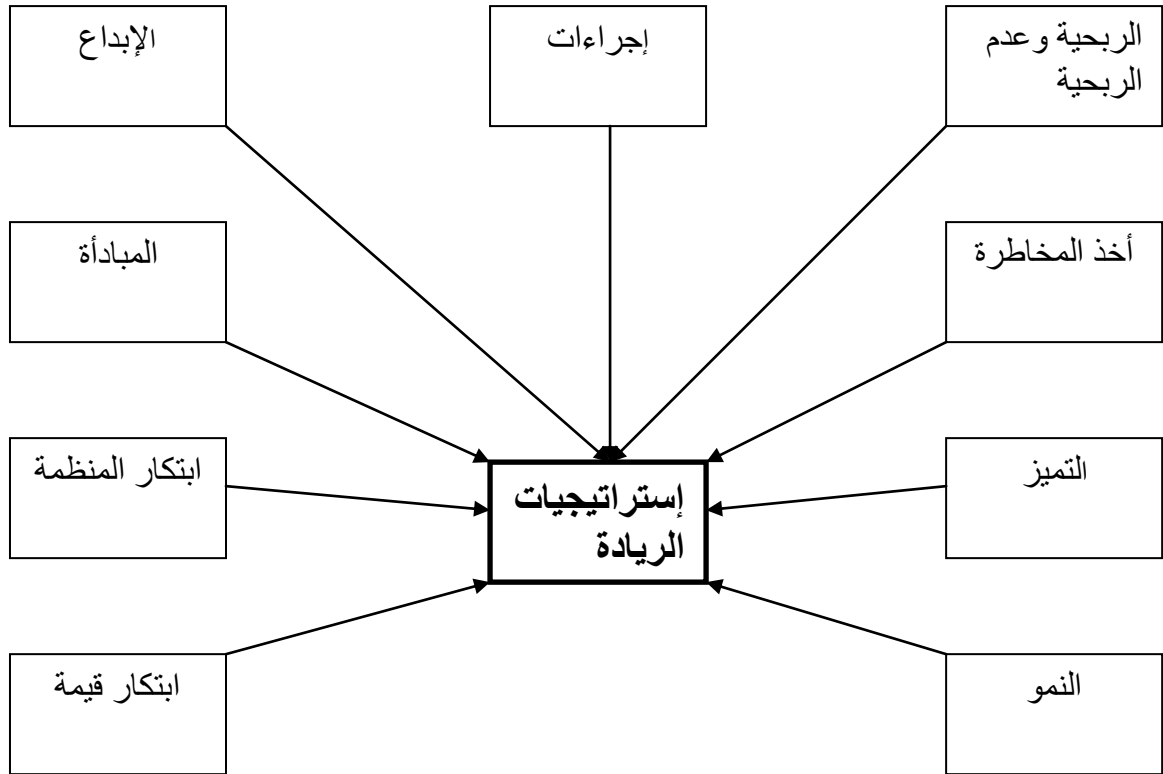 الربحية وعدم
الربحية
إجراءات
الإبداع
أخذ المخاطرة
المبادأة
التميز
إستراتيجيات
الريادة
ابتكار المنظمة
النمو
ابتكار قيمة